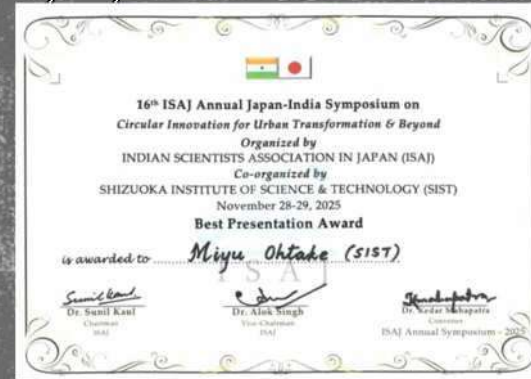 16th ISAJ Annual Japan-India Symposium on
Circular Innovation for Urban Transformation & Beyond
Organized by
INDIAN SCIENTISTS ASSOCIATION IN JAPAN (ISAJ)
Co-organized by
SHIZUOKA INSTITUTE OF SCIENCE & TECHNOLOGY (SIST)
November 28-29, 2025
Best Presentation Award
is awarded to Miyu Ohtake (SIST)
ISAJ
Sunil Kaul
Dr. Sunil Kaul Dr. Alok Singh Dr. Kedar Mahapatra
Chairman Vice-Chairman Convener
ISAJ ISAJ ISAJ Annual Symposium - 2025